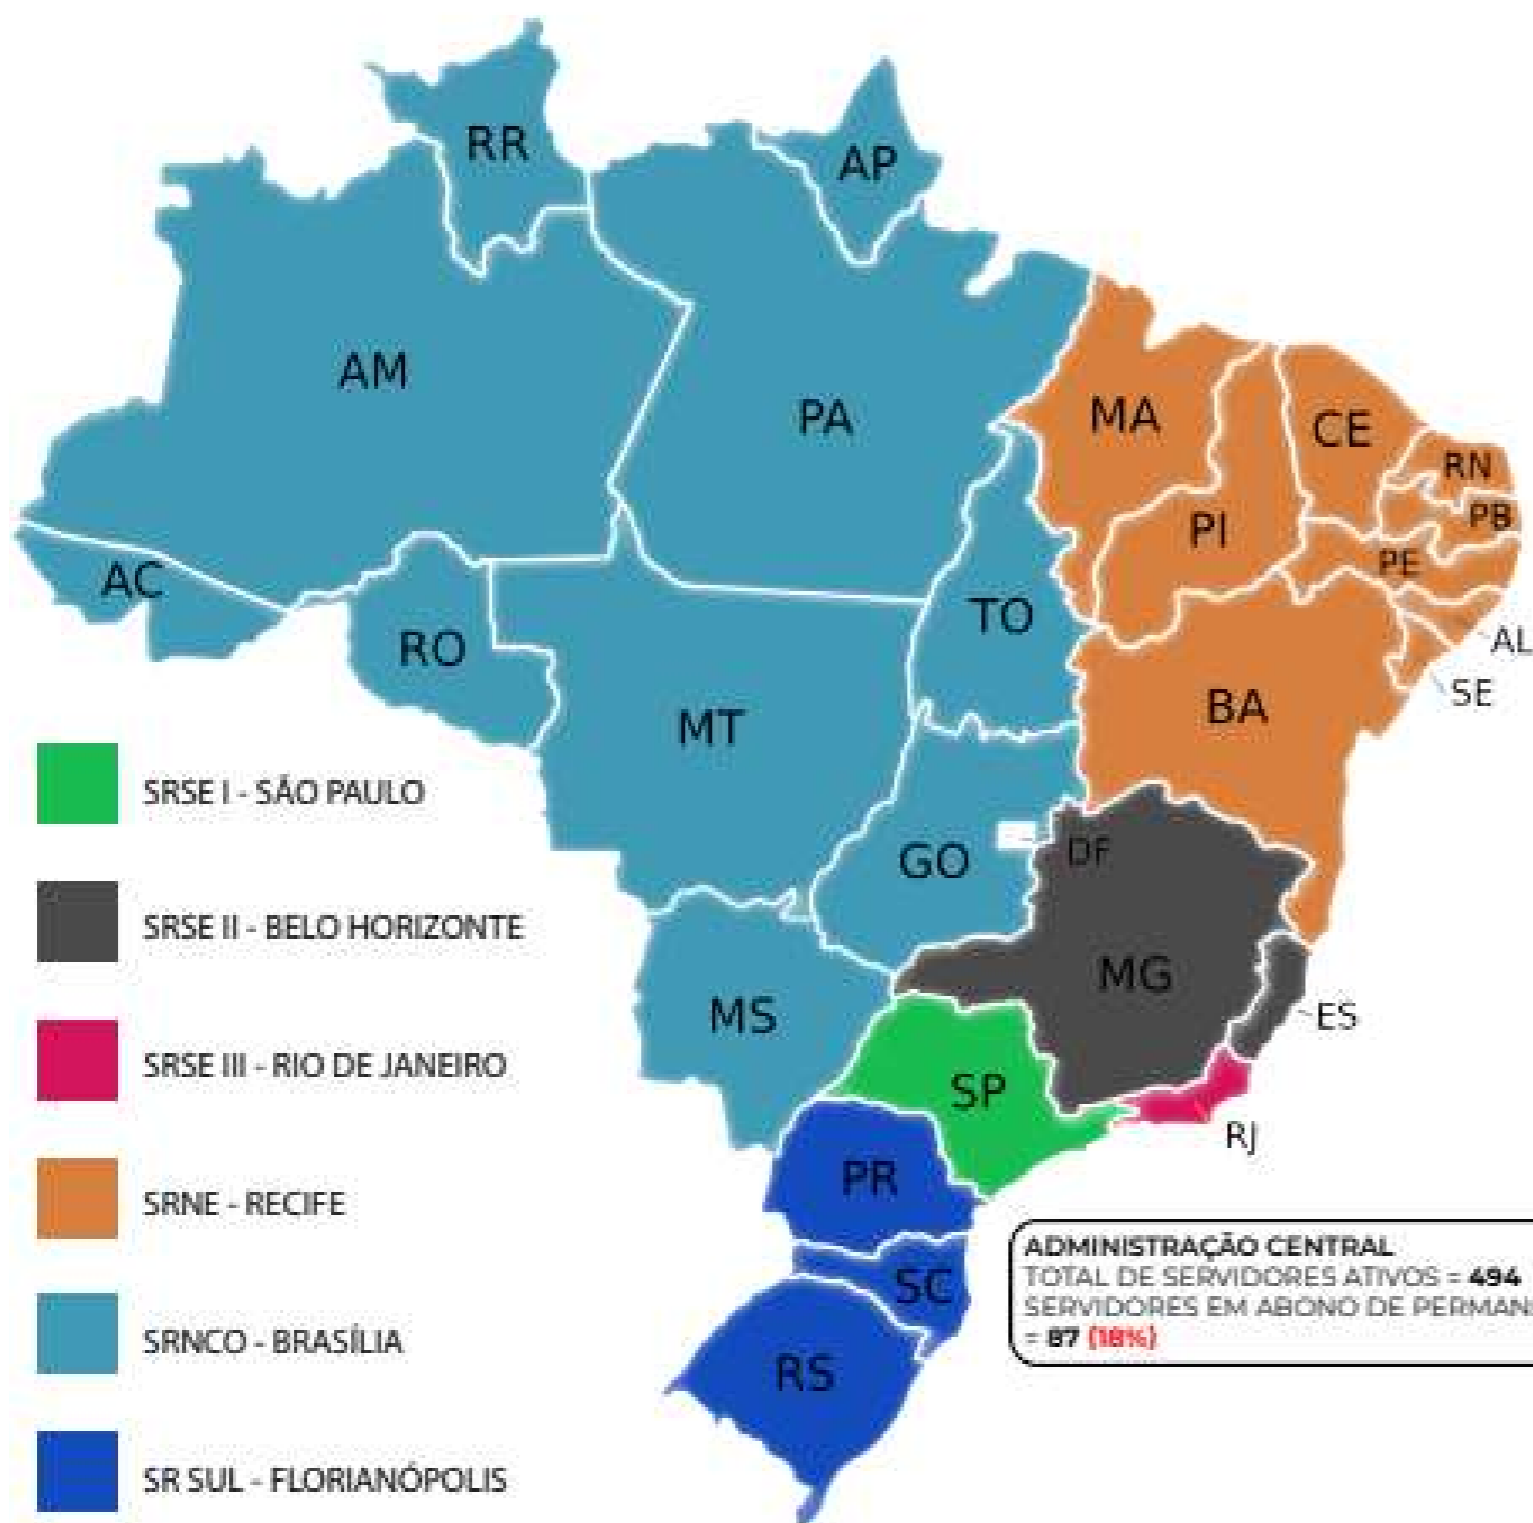 RR
AP
AM
PA
MA
CE
RN
PI
PB
PE
AC
TO
AL
RO
SE
BA
MT
SRSE I - SÃO PAULO
DF
GO
SRSE II - BELO HORIZONTE
MG
MS
ES
SRSE III - RIO DE JANEIRO
SP
RJ
PR
SRNE - RECIFE
ADMINISTRAÇÃO CENTRAL
TOTAL DE SERVIDORES ATIVOS = 494
SC
SERVIDORES EM ABONO DE
= 87 (18%)
SRNCO - BRASÍLIA
RS
SR SUL - FLORIANÓPOLIS